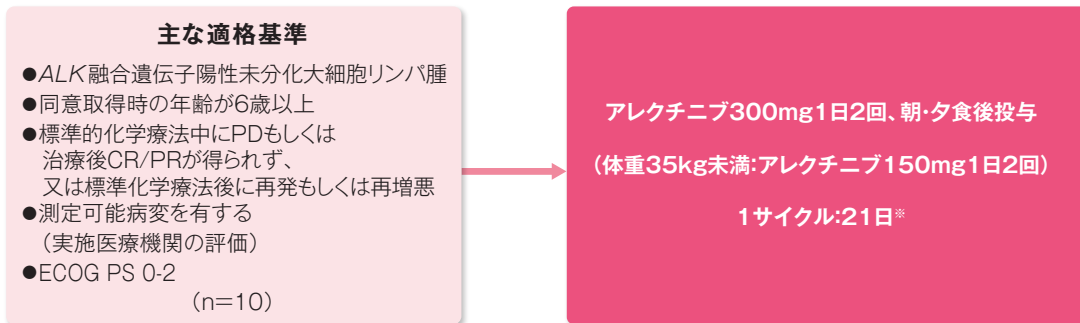 主な適格基準
●ALK融合遺伝子陽性未分化大細胞リンパ腫
●同意取得時の年齢が6歳以上
●標準的化学療法中にPDもしくは
治療後CR/PRが得られず、
又は標準化学療法後に再発もしくは再増悪
●測定可能病変を有する
（実施医療機関の評価）
●ECOG PS 0-2
（n＝10）
アレクチニブ300mg1日2回、朝・夕食後投与
（体重35kg未満：アレクチニブ150mg1日2回）
1サイクル：21日※